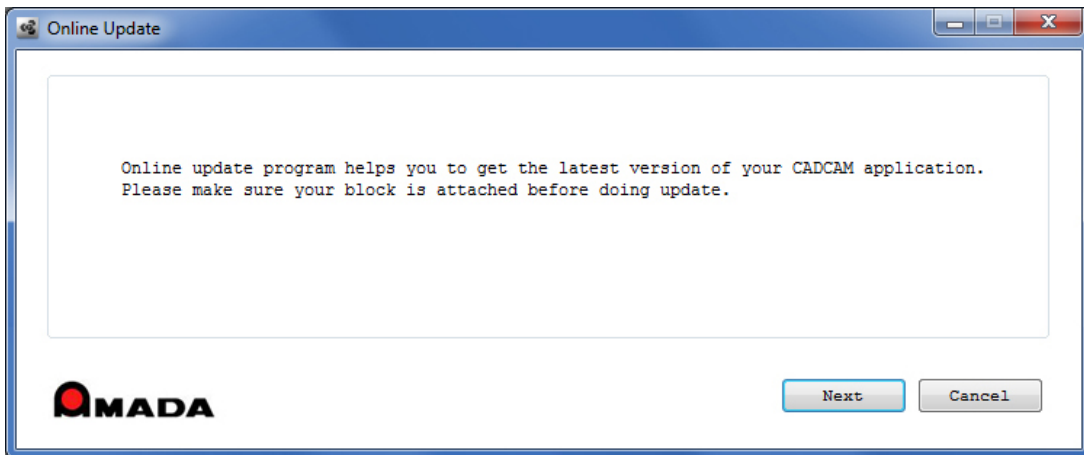 Online Update
Online update program helps you to get the latest version of your CADCAM application.
Please make sure your block is attached before doing update.
AMADA
Next
Cancel